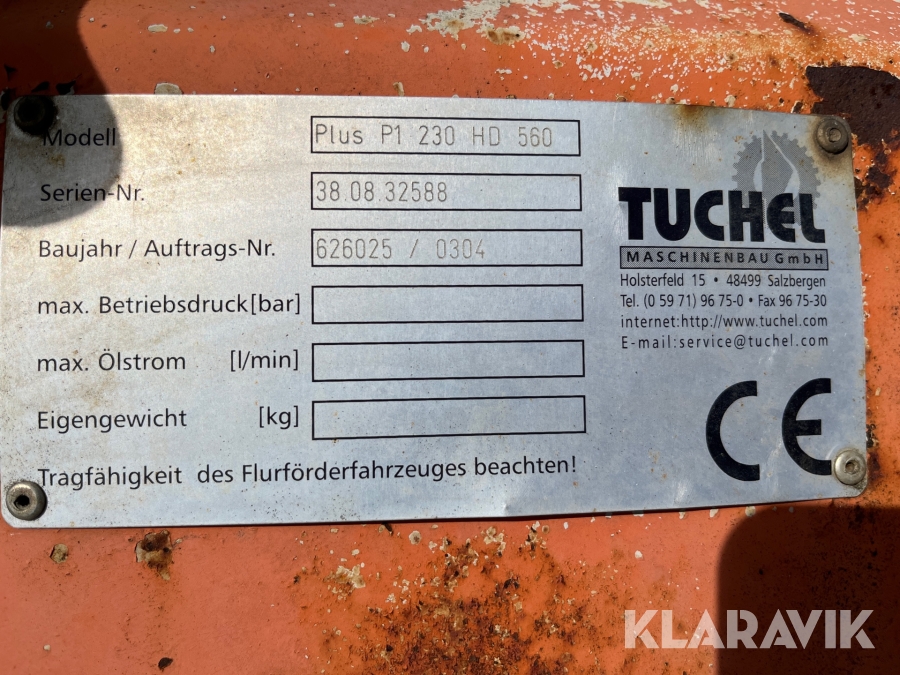 Modell Plus P1 230 HD 560
Serien-Nr. 38.08.32588
Baujahr / Auftrags-Nr. 626025 / 0304
max. Betriebsdruck[bar]
max. Ölstrom [l/min]
Eigengewicht [kg]
Tragfähigkeit des Flurförderfahrzeuges beachten!
TUCHEL
MASCHINENBAU GmbH
Holsterfeld 15 • 48499 Salzbergen
Tel. (0 59 71) 96 75-0 • Fax 96 75-30
internet:http://www.tuchel.com
E-mail:service@tuchel.com
CE
KLARAVIK